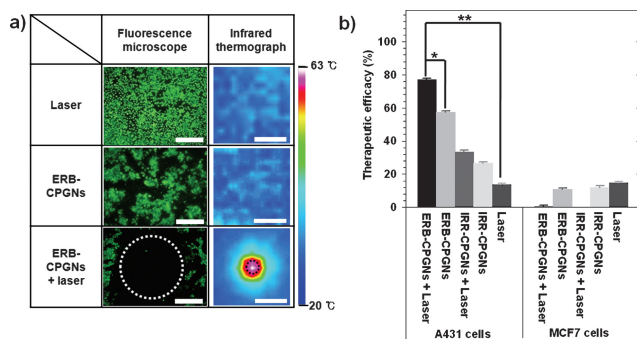 a)
Fluorescence
microscope
Infrared
thermograph
Laser
ERB-
CPGNs
ERB-
CPGNs
+ laser
63 ℃
20 ℃
b)
Therapeutic efficacy (%)
100
80
60
40
20
0
*
**
ERB-CPGNs + Laser
ERB-CPGNs
IRR-CPGNs + Laser
IRR-CPGNs
Laser
ERB-CPGNs + Laser
ERB-CPGNs
IRR-CPGNs + Laser
IRR-CPGNs
Laser
A431 cells
MCF7 cells